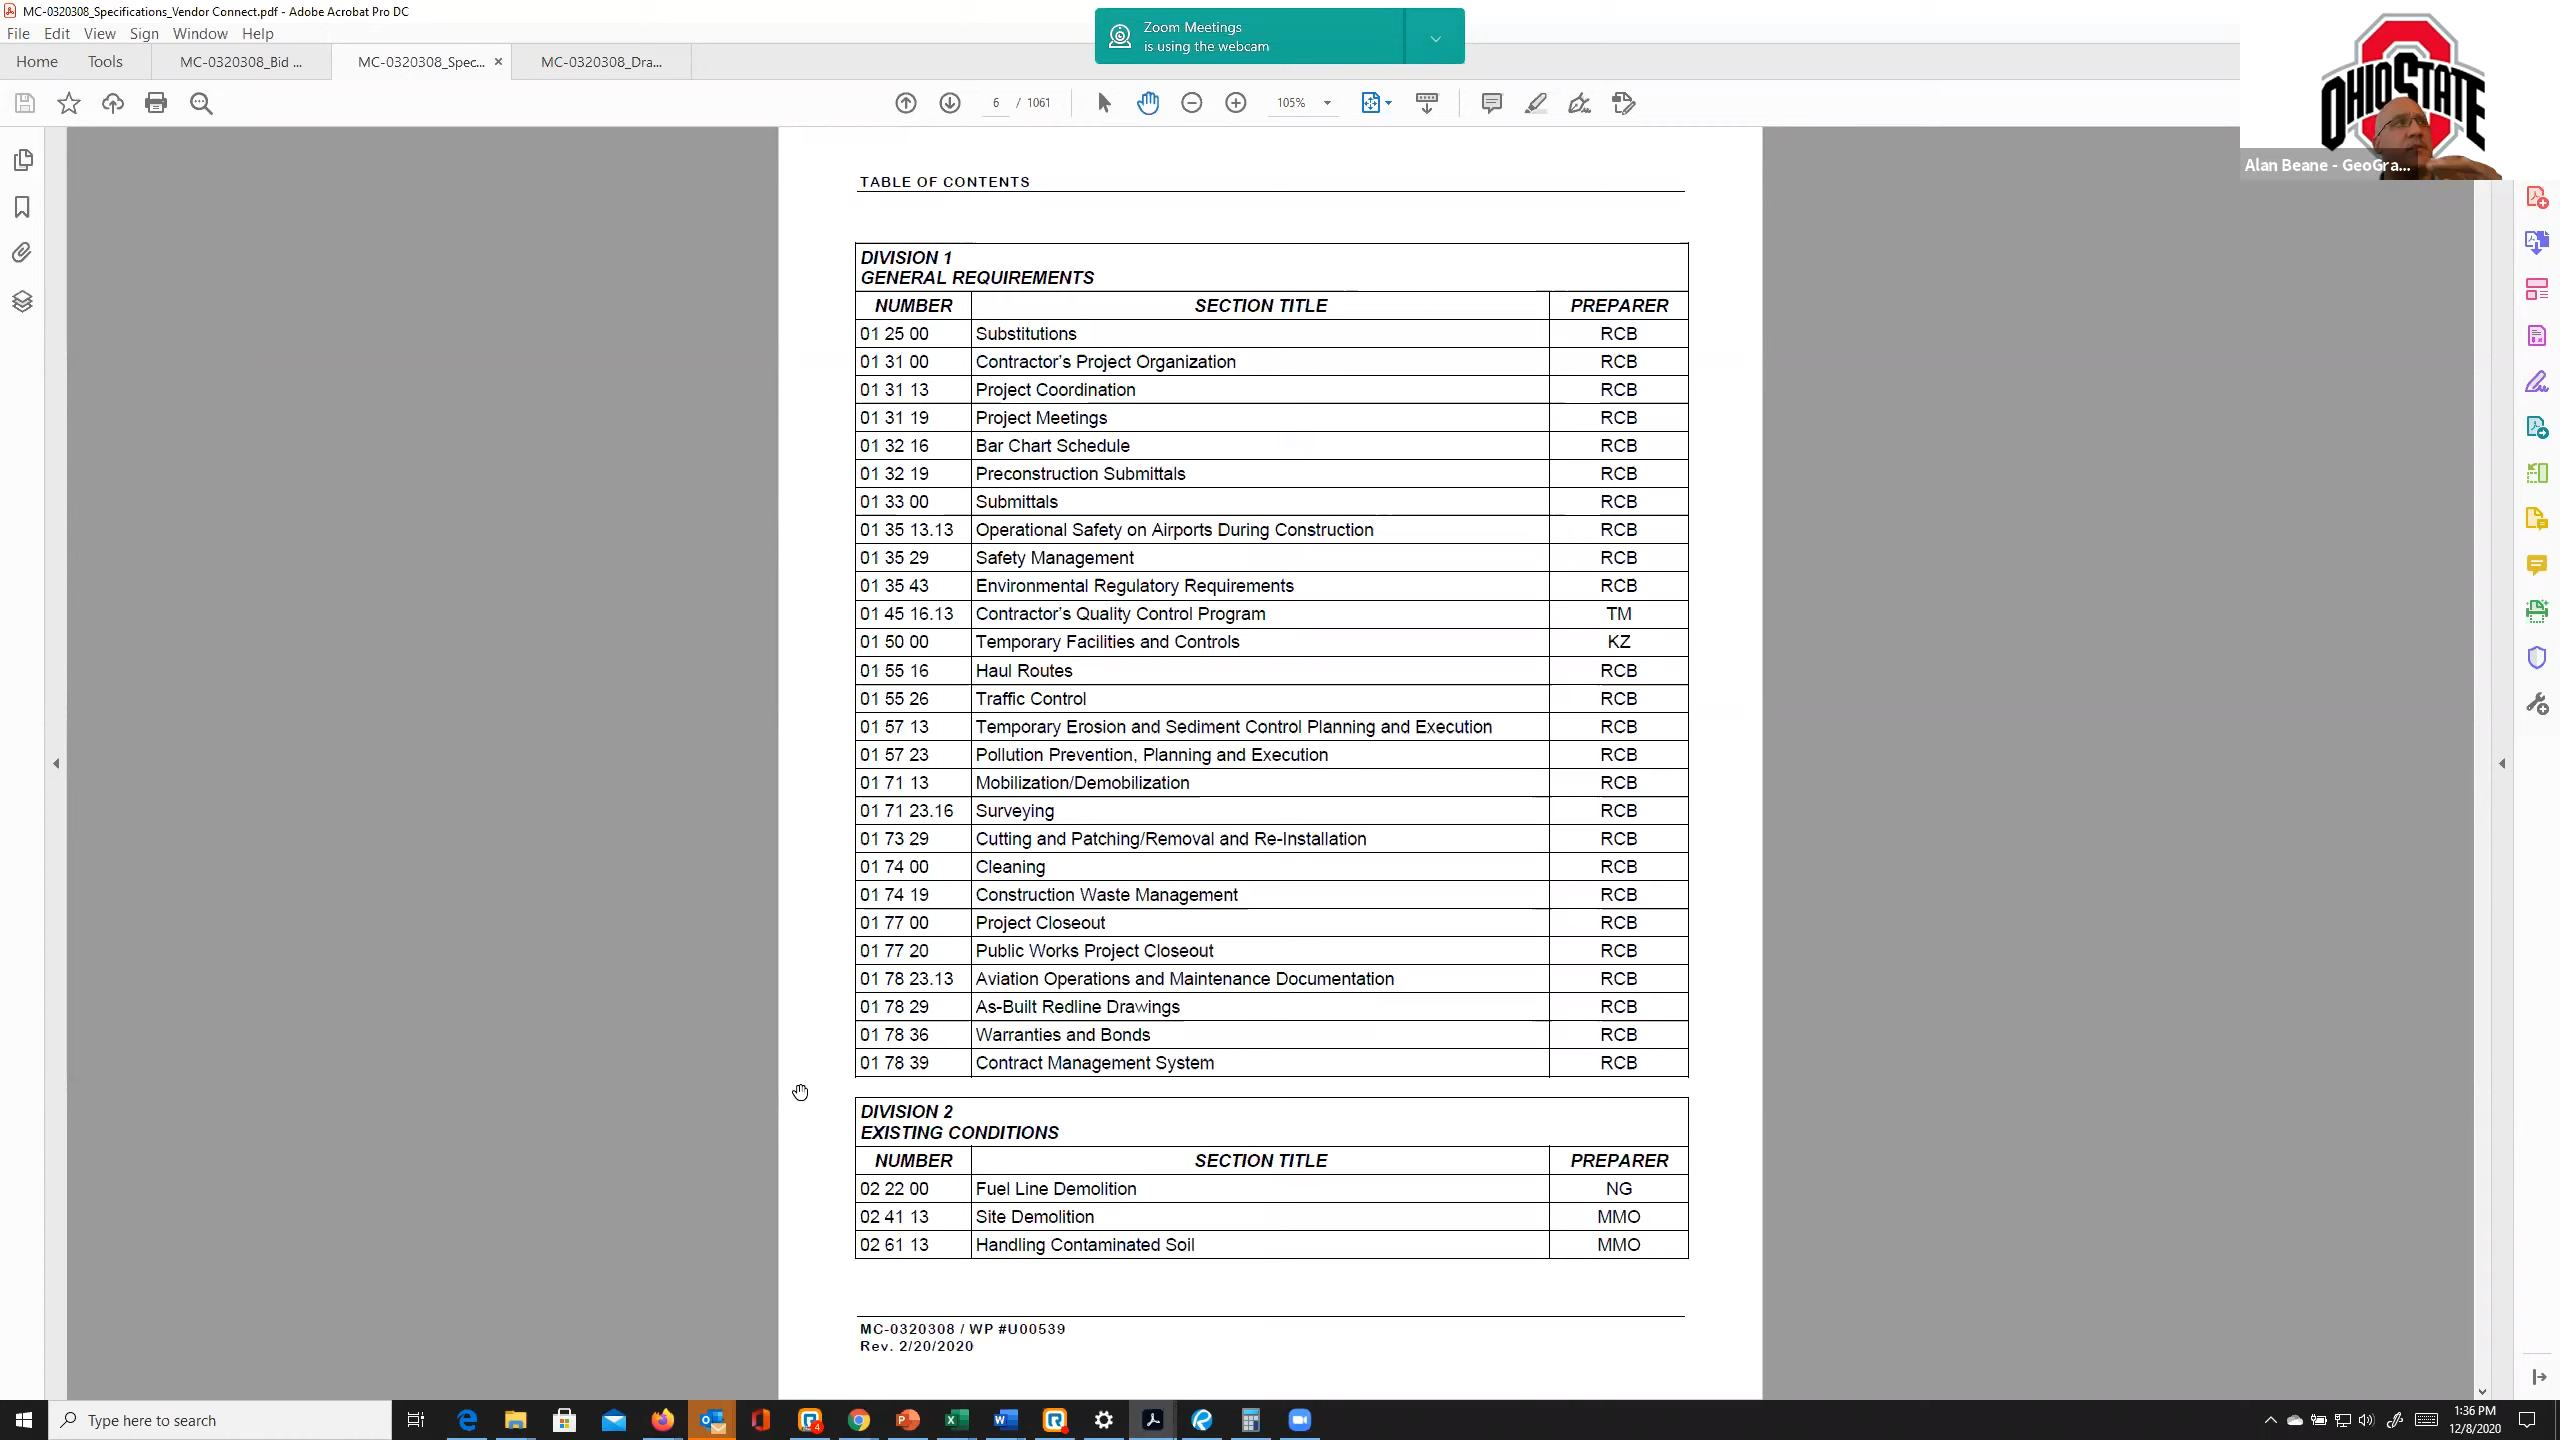 MC-0320308_Specifications_Vendor Connect.pdf - Adobe Acrobat Pro DC
File Edit View Sign Window Help
Zoom Meetings
is using the webcam
Home Tools MC-0320308_Bid ... MC-0320308_Spec... × MC-0320308_Dra...
6 / 1061 105%
OHIO STATE
Alan Beane - GeoGra...
TABLE OF CONTENTS
DIVISION 1
GENERAL REQUIREMENTS
NUMBER SECTION TITLE PREPARER
01 25 00 Substitutions RCB
01 31 00 Contractor's Project Organization RCB
01 31 13 Project Coordination RCB
01 31 19 Project Meetings RCB
01 32 16 Bar Chart Schedule RCB
01 32 19 Preconstruction Submittals RCB
01 33 00 Submittals RCB
01 35 13.13 Operational Safety on Airports During Construction RCB
01 35 29 Safety Management RCB
01 35 43 Environmental Regulatory Requirements RCB
01 45 16.13 Contractor's Quality Control Program TM
01 50 00 Temporary Facilities and Controls KZ
01 55 16 Haul Routes RCB
01 55 26 Traffic Control RCB
01 57 13 Temporary Erosion and Sediment Control Planning and Execution RCB
01 57 23 Pollution Prevention, Planning and Execution RCB
01 71 13 Mobilization/Demobilization RCB
01 71 23.16 Surveying RCB
01 73 29 Cutting and Patching/Removal and Re-Installation RCB
01 74 00 Cleaning RCB
01 74 19 Construction Waste Management RCB
01 77 00 Project Closeout RCB
01 77 20 Public Works Project Closeout RCB
01 78 23.13 Aviation Operations and Maintenance Documentation RCB
01 78 29 As-Built Redline Drawings RCB
01 78 36 Warranties and Bonds RCB
01 78 39 Contract Management System RCB
DIVISION 2
EXISTING CONDITIONS
NUMBER SECTION TITLE PREPARER
02 22 00 Fuel Line Demolition NG
02 41 13 Site Demolition MMO
02 61 13 Handling Contaminated Soil MMO
MC-0320308 / WP #U00539
Rev. 2/20/2020
Type here to search
1:36 PM
12/8/2020